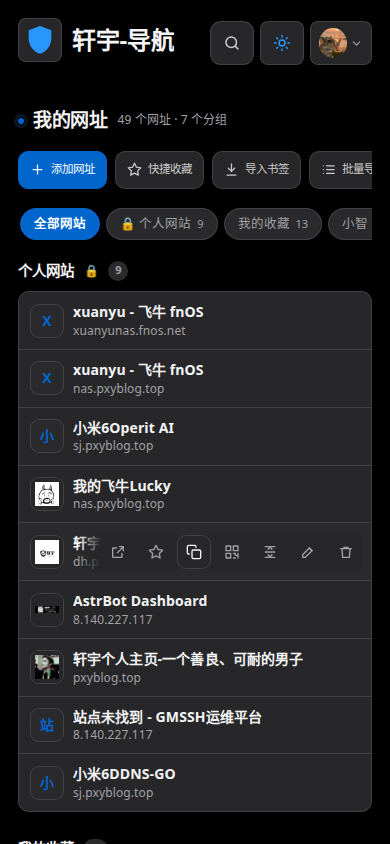 轩宇-导航
我的网址 49 个网址 · 7 个分组
添加网址 快捷收藏 导入书签 批量导
全部网站 🔒 个人网站 9 我的收藏 13 小智
个人网站 🔒 9
X xuanyu - 飞牛 fnOS
xuanyunas.fnos.net
X xuanyu - 飞牛 fnOS
nas.pxyblog.top
小 小米6Operit AI
sj.pxyblog.top
我的飞牛Lucky
nas.pxyblog.top
轩宇
dh.p
AstrBot Dashboard
8.140.227.117
轩宇个人主页-一个善良、可耐的男子
pxyblog.top
站 站点未找到 - GMSSH运维平台
8.140.227.117
小 小米6DDNS-GO
sj.pxyblog.top